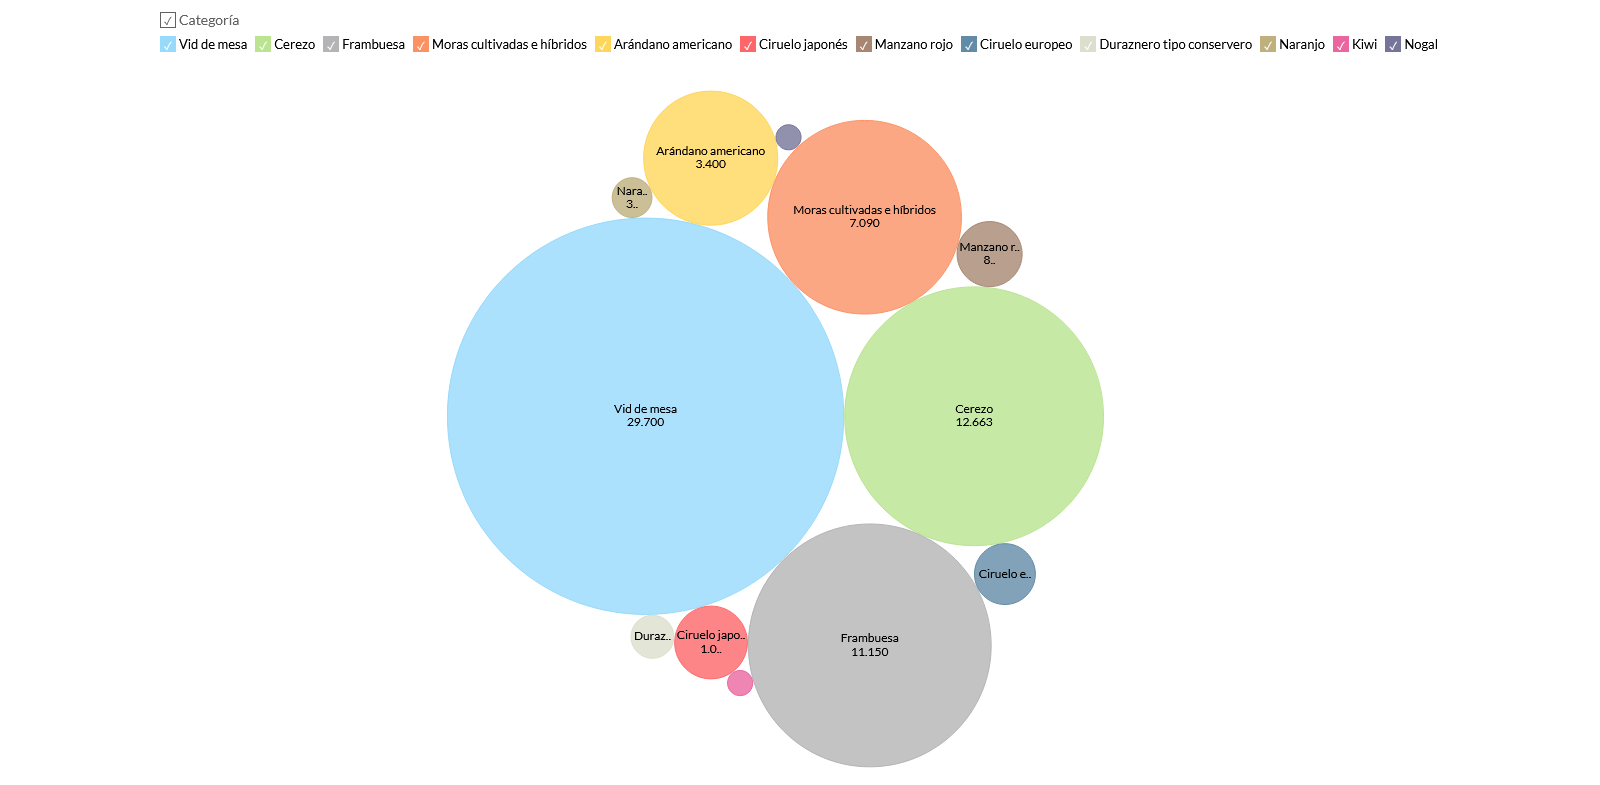 Categoría
Vid de mesa Cerezo Frambuesa Moras cultivadas e híbridos Arándano americano Ciruelo japonés Manzano rojo Ciruelo europeo Duraznero tipo conservero Naranjo Kiwi Nogal
Arándano americano
3.400
Nara..
3..
Moras cultivadas e híbridos
7.090
Manzano r..
8..
Vid de mesa
29.700
Cerezo
12.663
Ciruelo e..
Duraz..
Ciruelo japo..
1.0..
Frambuesa
11.150